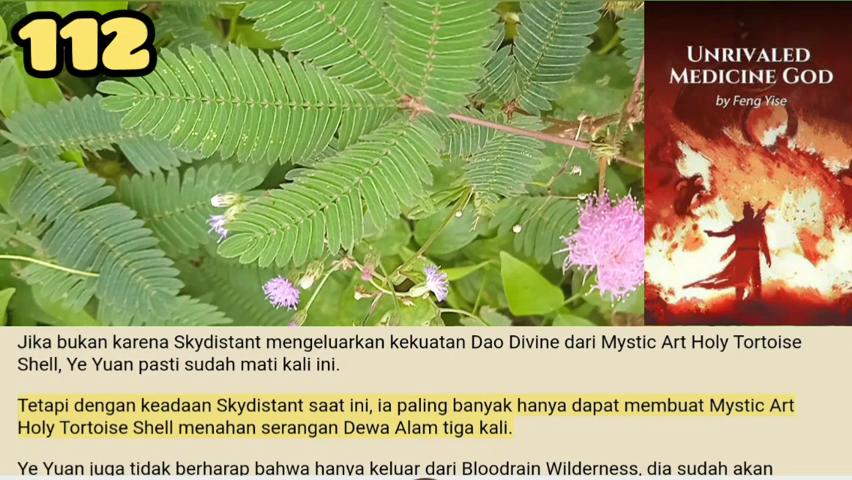 112
UNRIVALED
MEDICINE GOD
by Feng Yise
Jika bukan karena Skydistant mengeluarkan kekuatan Dao Divine dari Mystic Art Holy Tortoise
Shell, Ye Yuan pasti sudah mati kali ini.
Tetapi dengan keadaan Skydistant saat ini, ia paling banyak hanya dapat membuat Mystic Art
Holy Tortoise Shell menahan serangan Dewa Alam tiga kali.
Ye Yuan juga tidak berharap bahwa hanya keluar dari Bloodrain Wilderness, dia sudah akan